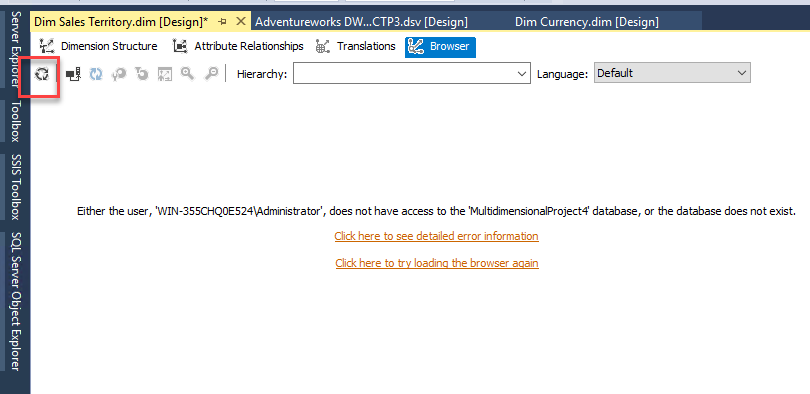 Dim Sales Territory.dim [Design]*
Adventureworks DW...CTP3.dsv [Design]
Dim Currency.dim [Design]
Dimension Structure
Attribute Relationships
Translations
Browser
Hierarchy:
Language:
Default
Server Explorer
Toolbox
SSIS Toolbox
SQL Server Object Explorer
Either the user, 'WIN-355CHQ0E524\Administrator', does not have access to the 'MultidimensionalProject4' database, or the database does not exist.
Click here to see detailed error information
Click here to try loading the browser again